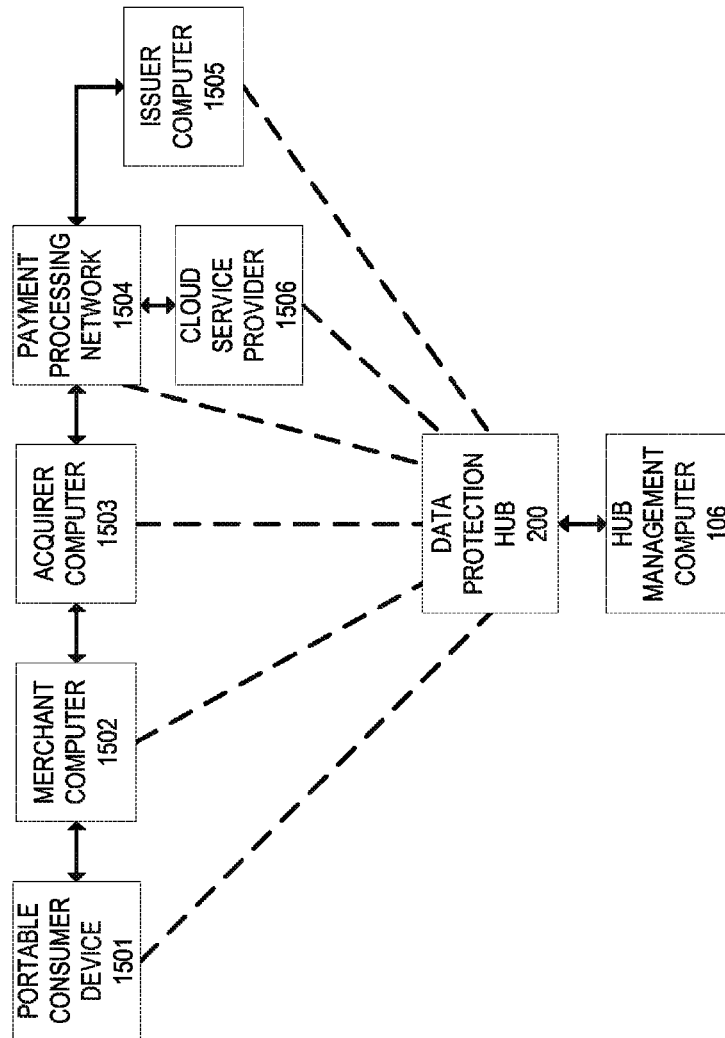 PORTABLE
CONSUMER
DEVICE
1501
MERCHANT
COMPUTER
1502
ACQUIRER
COMPUTER
1503
PAYMENT
PROCESSING
NETWORK
1504
ISSUER
COMPUTER
1505
CLOUD
SERVICE
PROVIDER
1506
DATA
PROTECTION
HUB
200
HUB
MANAGEMENT
COMPUTER
106